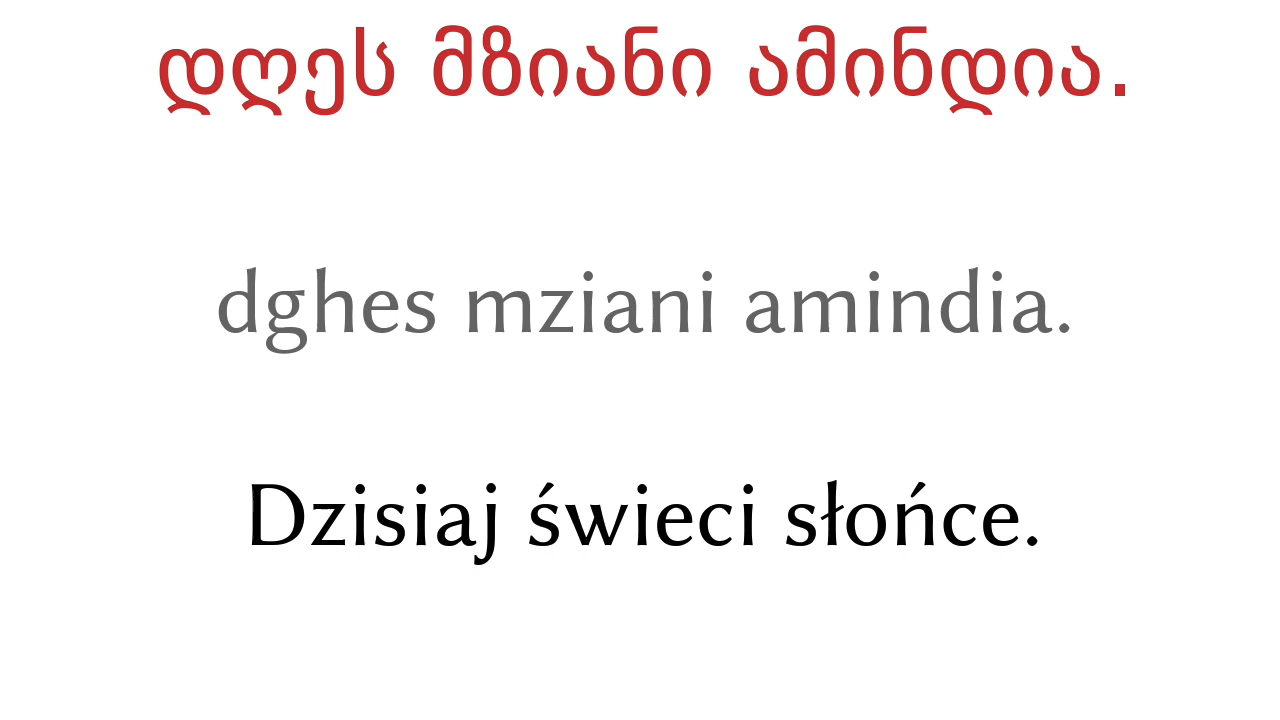 დღეს მზიანი ამინდია.
dghes mziani amindia.
Dzisiaj świeci słońce.